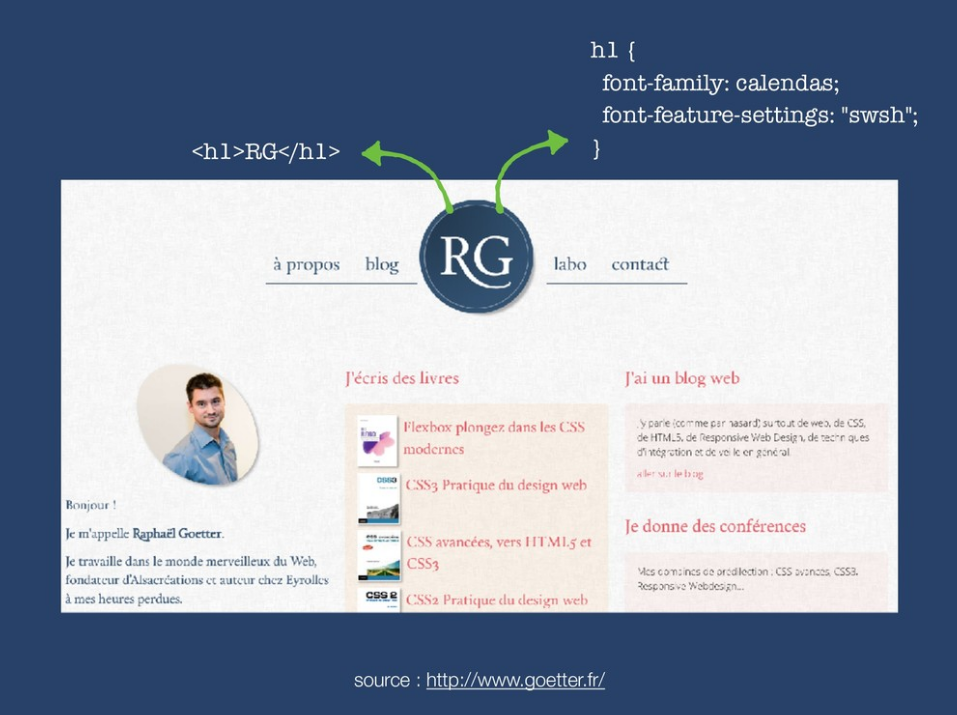 h1 {
font-family: calendas;
font-feature-settings: "swsh";
}
<h1>RG</h1>
à propos blog RG labo contact
J'écris des livres
J'ai un blog web
Flexbox plongez dans les CSS
modernes
CSS3 Pratique du design web
CSS avancées, vers HTML5 et
CSS3
CSS 2
CSS2 Pratique du design web
J'y parle (comme par hasard) surtout de web, de CSS,
de HTML5, de Responsive Web Design, de techniques
d'intégration et de veille en général.
aller sur le blog
Je donne des conférences
Mes domaines de prédilection : CSS avancés, CSS3,
Responsive Webdesign...
Bonjour !
Je m'appelle Raphaël Goetter.
Je travaille dans le monde merveilleux du Web,
fondateur d'Alsacréations et auteur chez Eyrolles
à mes heures perdues.
source : http://www.goetter.fr/